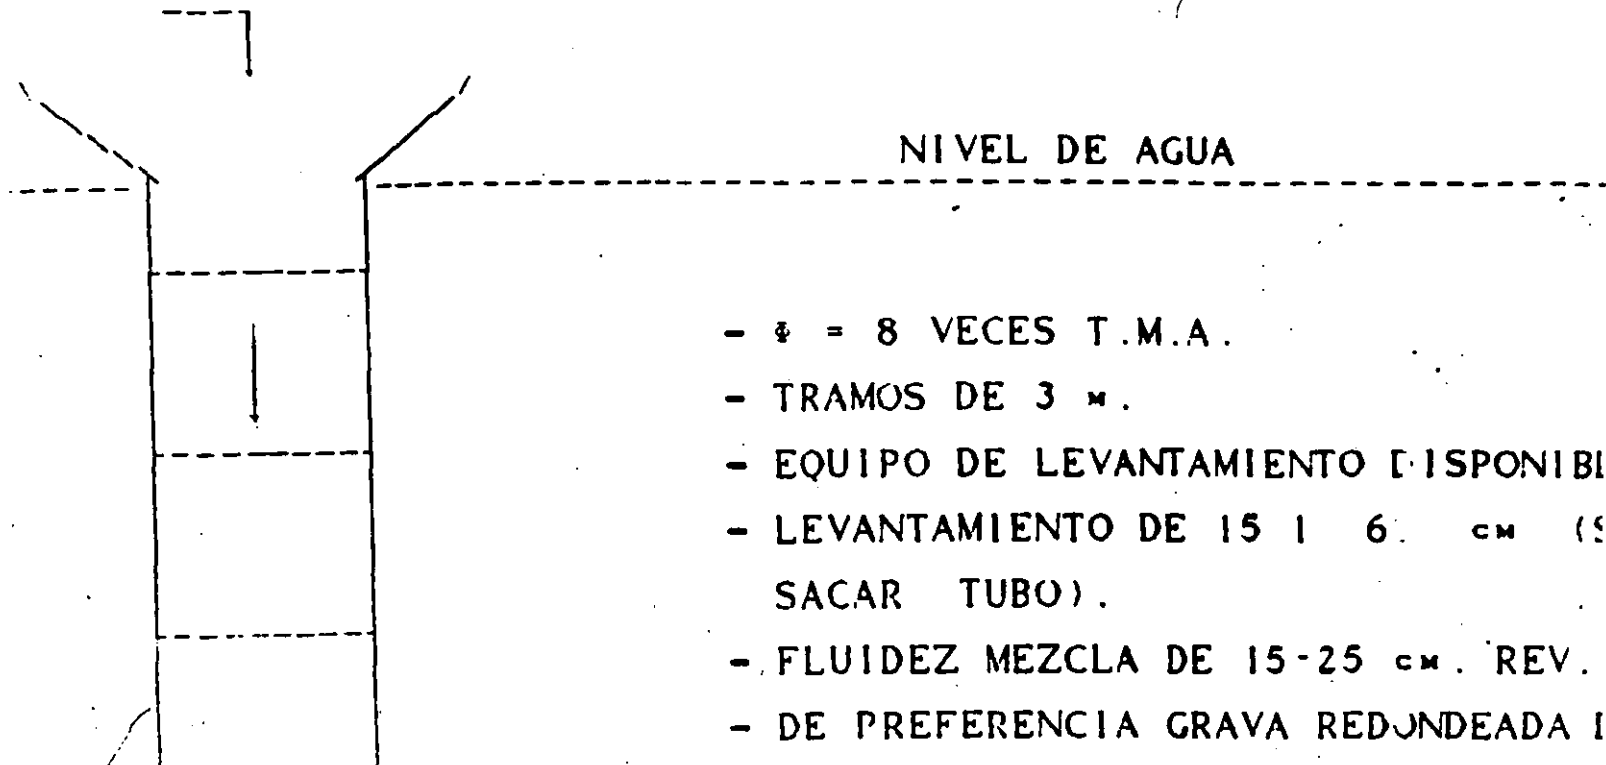 NIVEL DE AGUA
- Φ = 8 VECES T.M.A.
- TRAMOS DE 3 M.
- EQUIPO DE LEVANTAMIENTO
- LEVANTAMIENTO DE 15 6. CM
SACAR TUBO).
- FLUIDEZ MEZCLA DE 15-25 CM. REV.
- DE PREFERENCIA GRAVA REDONDEADA